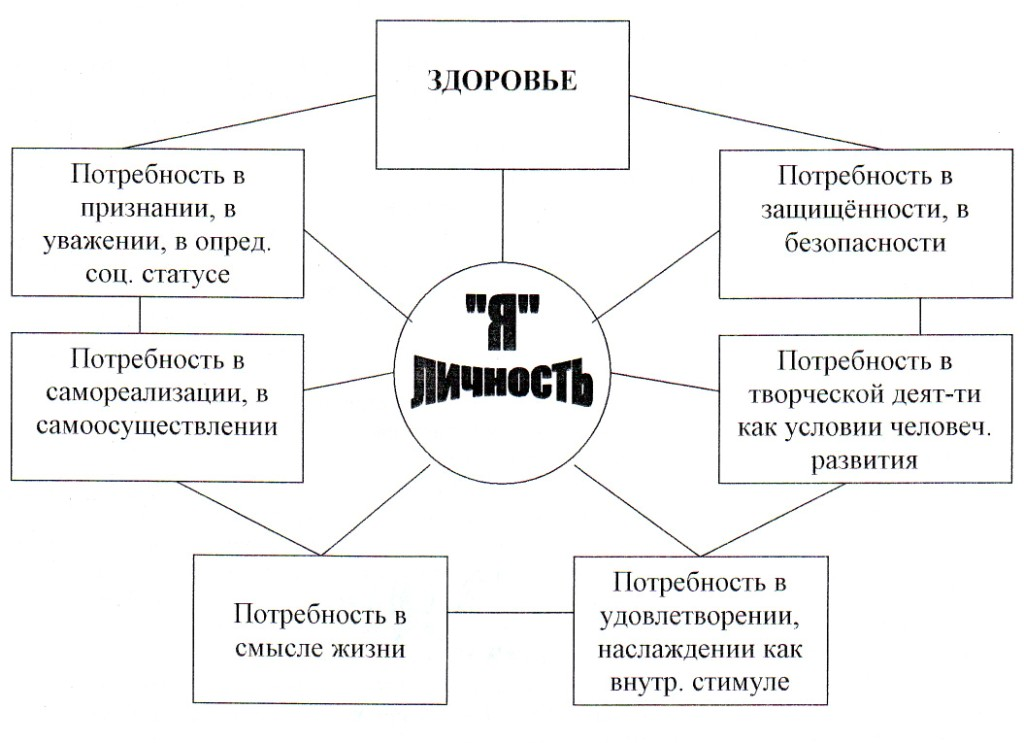 ЗДОРОВЬЕ
Потребность в
признании, в
уважении, в опред.
соц. статусе
Потребность в
защищённости, в
безопасности
"Я"
личность
Потребность в
самореализации, в
самоосуществлении
Потребность в
творческой деят-ти
как условии человеч.
развития
Потребность в
смысле жизни
Потребность в
удовлетворении,
наслаждении как
внутр. стимуле